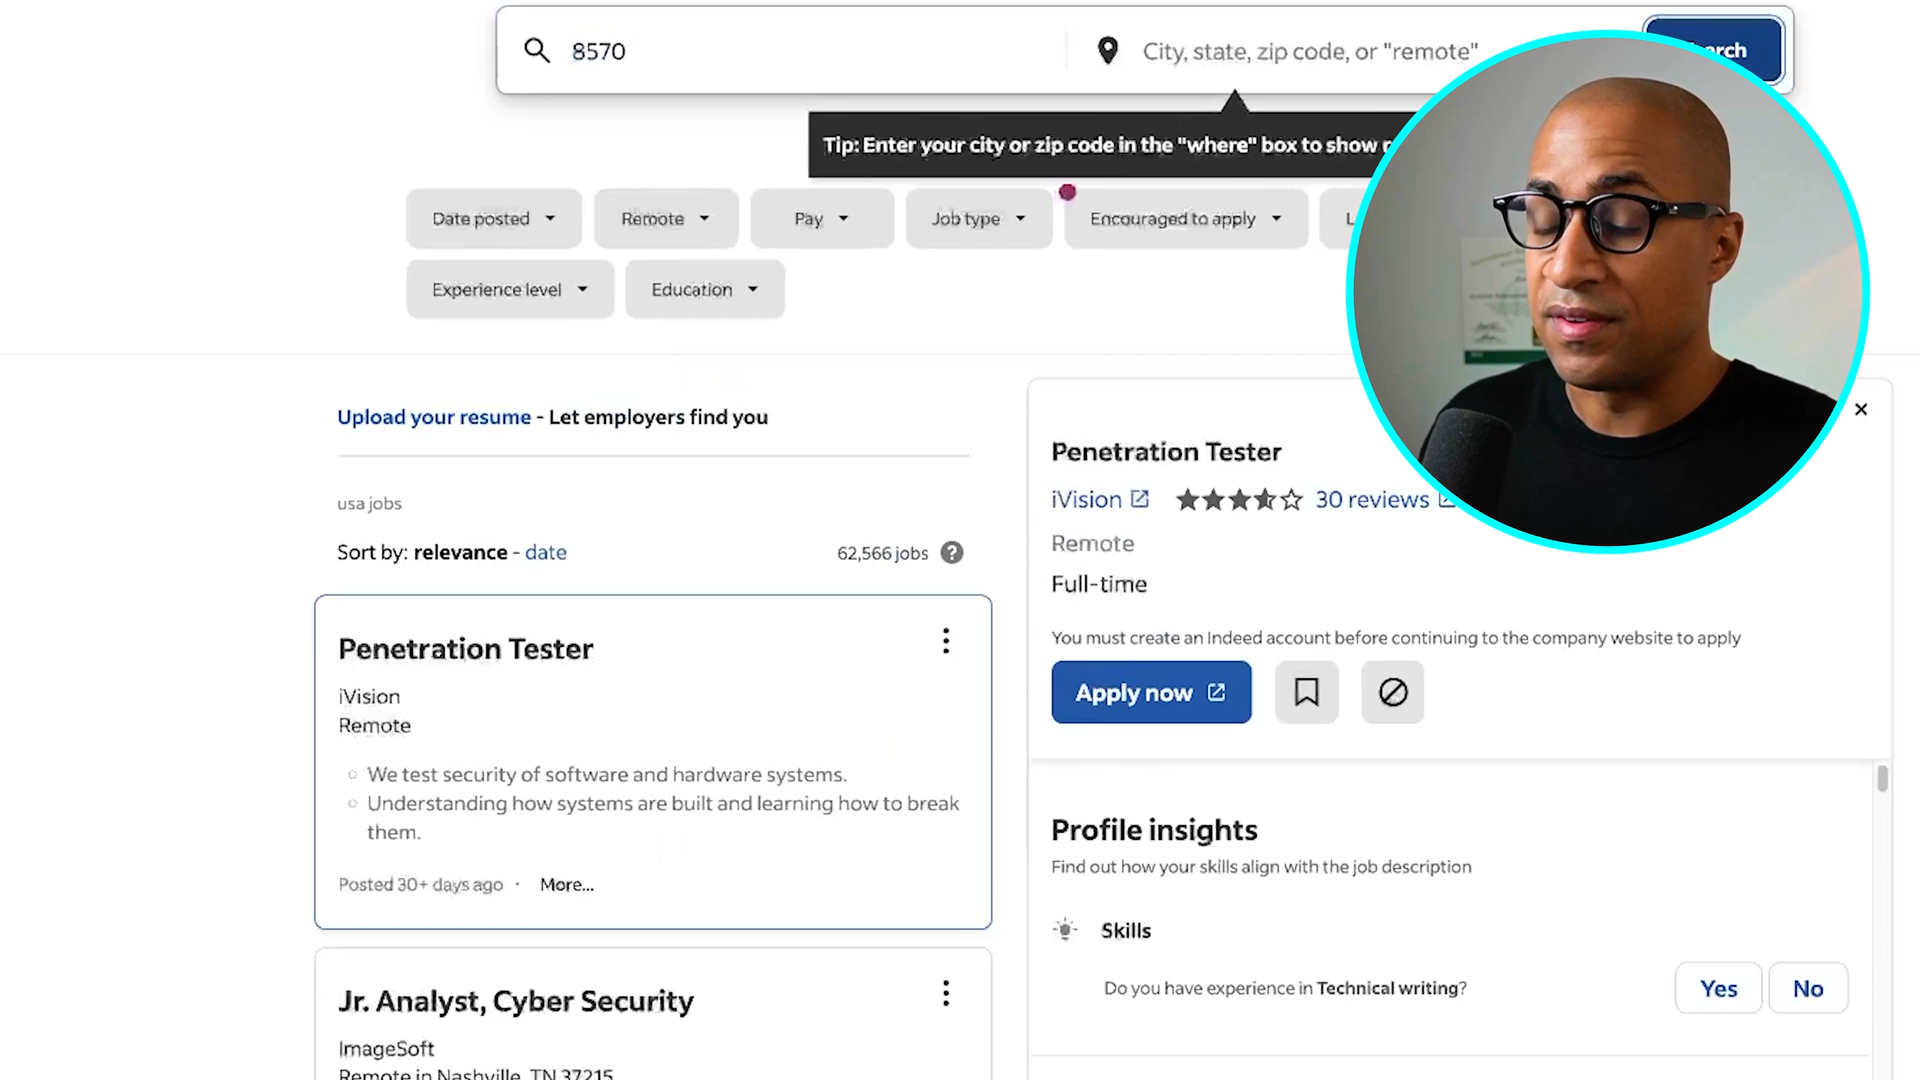 8570
City, state, zip code, or "remote"
Tip: Enter your city or zip code in the "where" box to show
Date posted
Remote
Pay
Job type
Encouraged to apply
Experience level
Education
Upload your resume - Let employers find you
usa jobs
Sort by: relevance - date
62,566 jobs
Penetration Tester
iVision
Remote
We test security of software and hardware systems.
Understanding how systems are built and learning how to break
them.
Posted 30+ days ago · More...
Jr. Analyst, Cyber Security
ImageSoft
Remote in Nashville, TN 37215
Penetration Tester
iVision 30 reviews
Remote
Full-time
You must create an Indeed account before continuing to the company website to apply
Apply now
Profile insights
Find out how your skills align with the job description
Skills
Do you have experience in Technical writing?
Yes
No